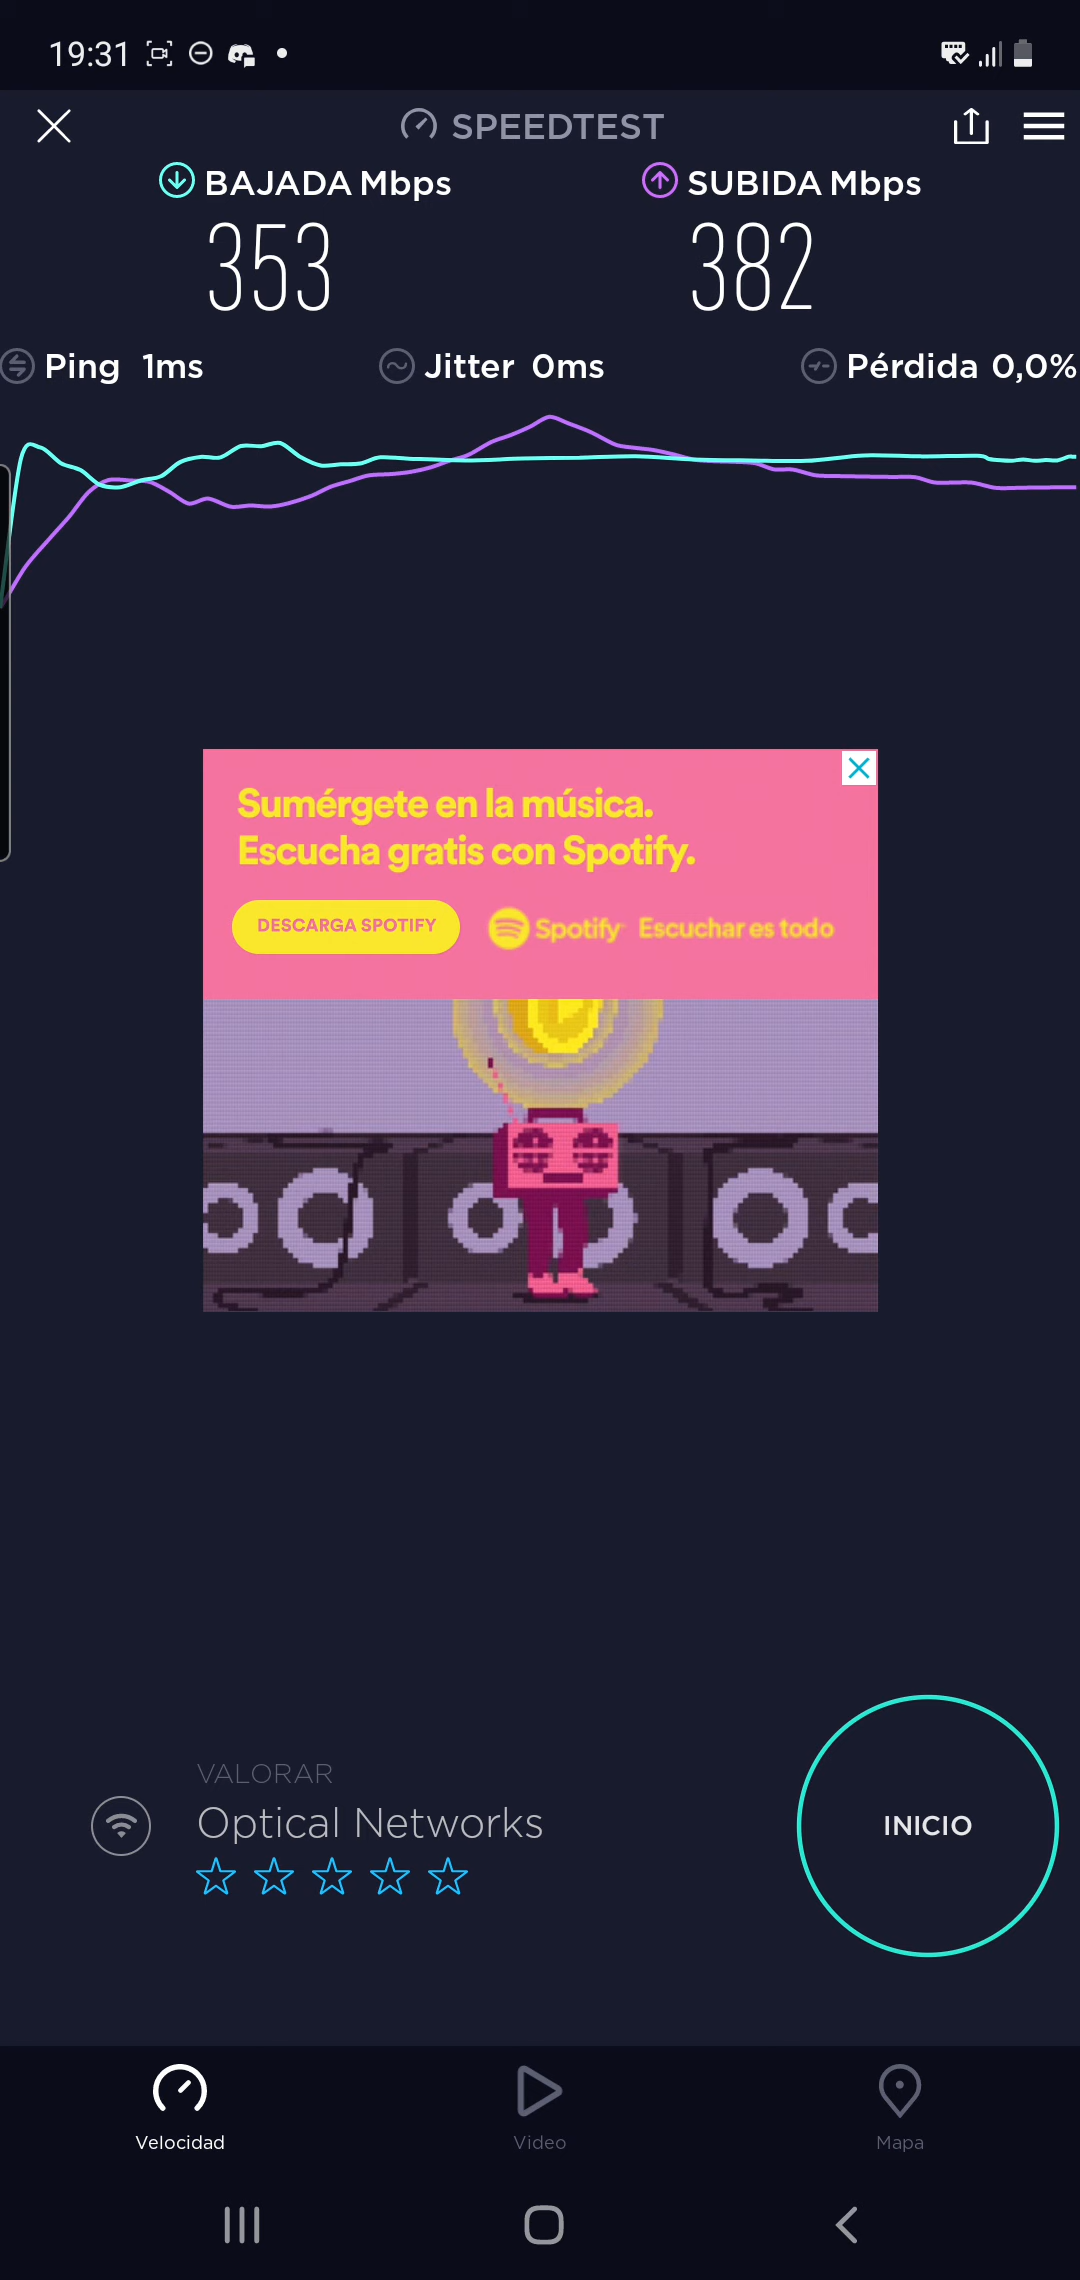 19:31
SPEEDTEST
BAJADA Mbps
SUBIDA Mbps
353
382
Ping 1ms
Jitter 0ms
Pérdida 0,0%
Sumérgete en la música.
Escucha gratis con Spotify.
DESCARGA SPOTIFY
Spotify
Escuchar es todo
VALORAR
Optical Networks
INICIO
Velocidad
Video
Mapa